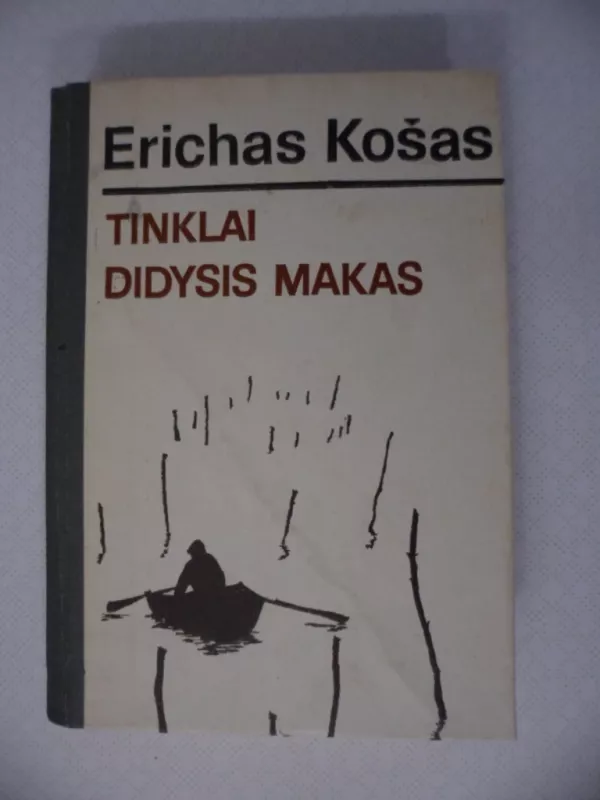 Erichas Košas
TINKLAI
DIDYSIS MAKAS